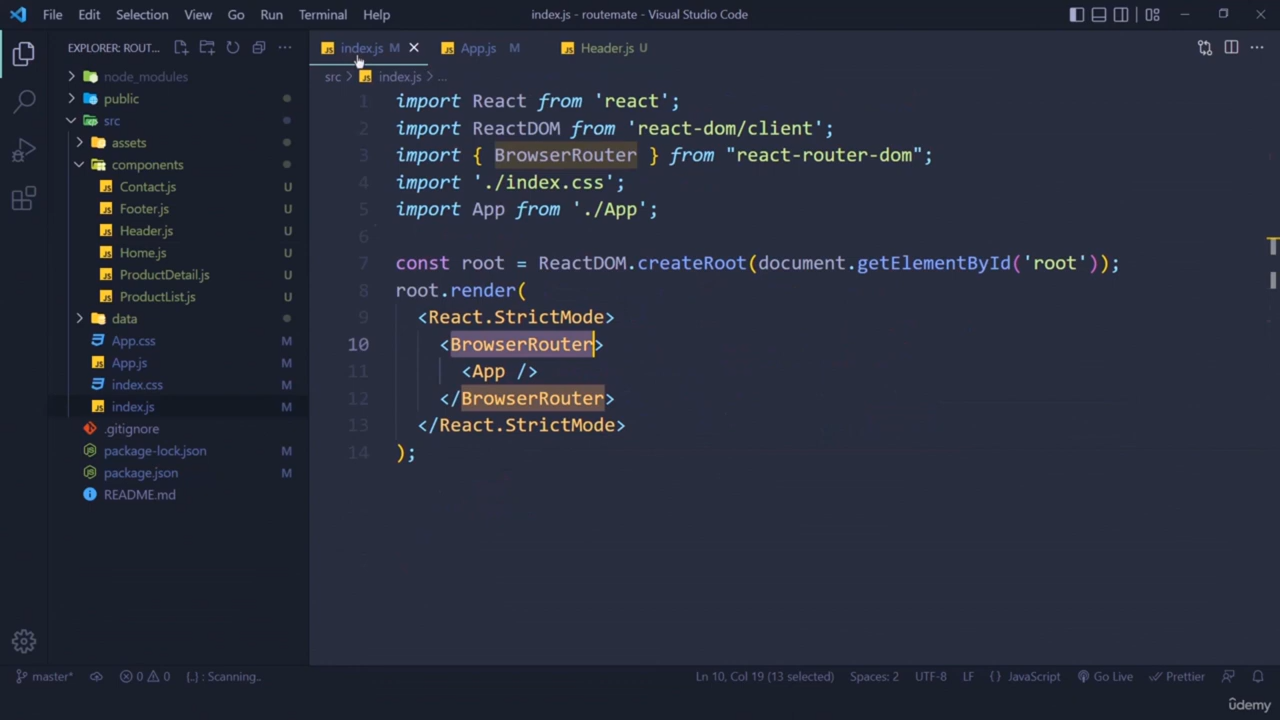 File Edit Selection View Go Run Terminal Help
index.js - routemate - Visual Studio Code
EXPLORER: ROUT...
node_modules
public
src
assets
components
Contact.js U
Footer.js U
Header.js U
Home.js U
ProductDetail.js U
ProductList.js U
data
App.css M
App.js M
index.css M
index.js M
.gitignore
package-lock.json M
package.json M
README.md
index.js M App.js M Header.js U
src > index.js > ...
1 import React from 'react';
2 import ReactDOM from 'react-dom/client';
3 import { BrowserRouter } from "react-router-dom";
4 import './index.css';
5 import App from './App';
6
7 const root = ReactDOM.createRoot(document.getElementById('root'));
8 root.render(
9 <React.StrictMode>
10 <BrowserRouter>
11 <App />
12 </BrowserRouter>
13 </React.StrictMode>
14 );
master* 0 0 {..} : Scanning.. Ln 10, Col 19 (13 selected) Spaces: 2 UTF-8 LF {} JavaScript Go Live Prettier
ûdemy